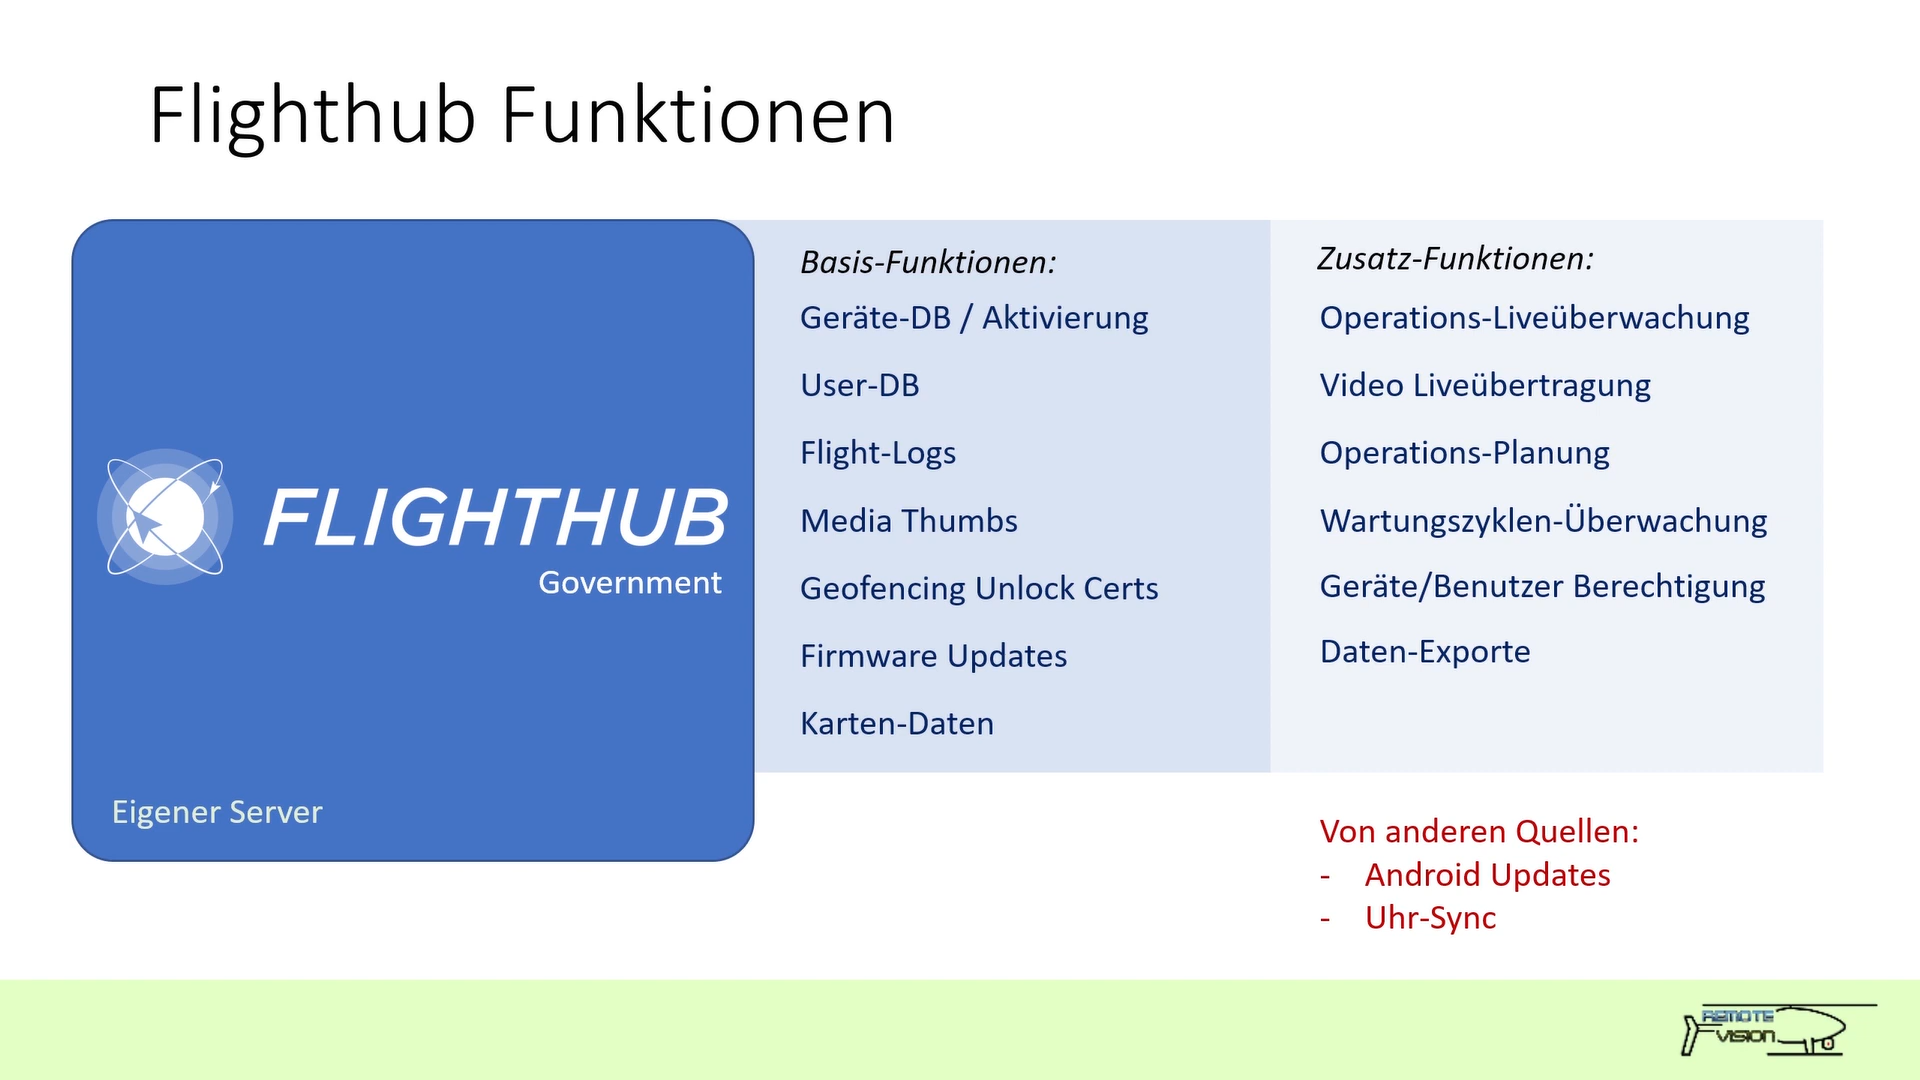 Flighthub Funktionen
FLIGHTHUB
Government
Eigener Server
Basis-Funktionen:
Geräte-DB / Aktivierung
User-DB
Flight-Logs
Media Thumbs
Geofencing Unlock Certs
Firmware Updates
Karten-Daten
Zusatz-Funktionen:
Operations-Liveüberwachung
Video Liveübertragung
Operations-Planung
Wartungszyklen-Überwachung
Geräte/Benutzer Berechtigung
Daten-Exporte
Von anderen Quellen:
- Android Updates
- Uhr-Sync
REMOTE
VISION